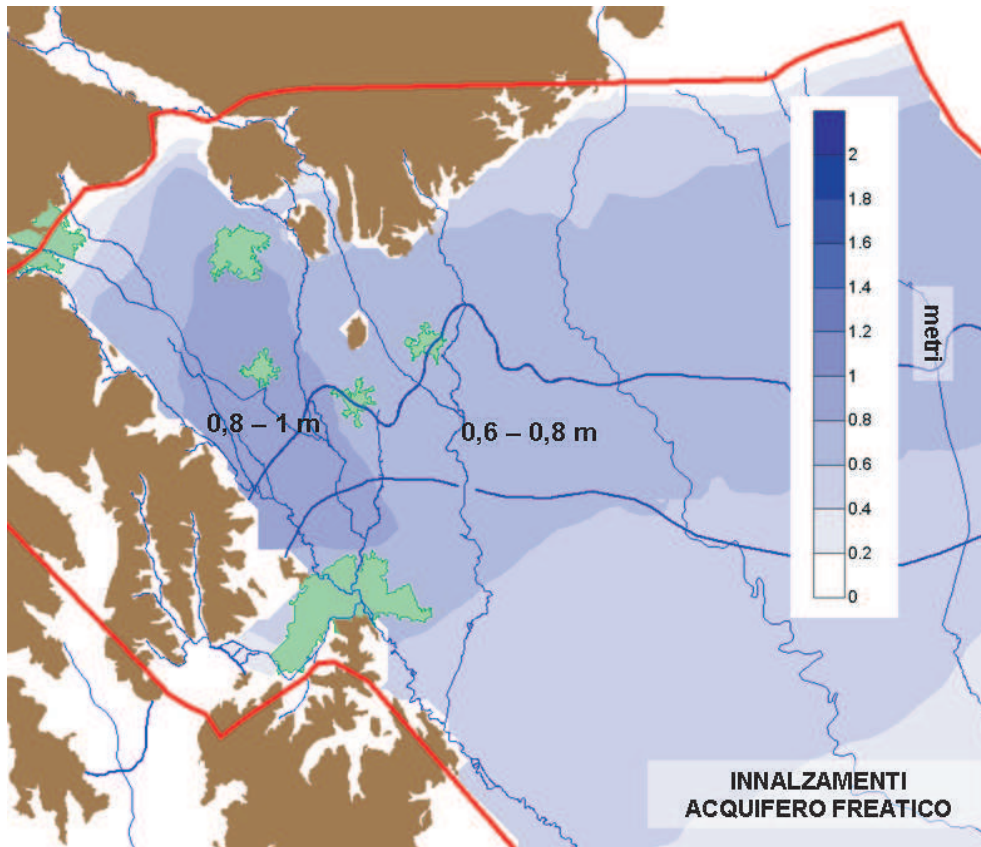 2
1.8
1.6
1.4
1.2
1
0.8
0.6
0.4
0.2
0
metri
0,8 – 1 m
0,6 – 0,8 m
INNALZAMENTI
ACQUIFERO FREATICO